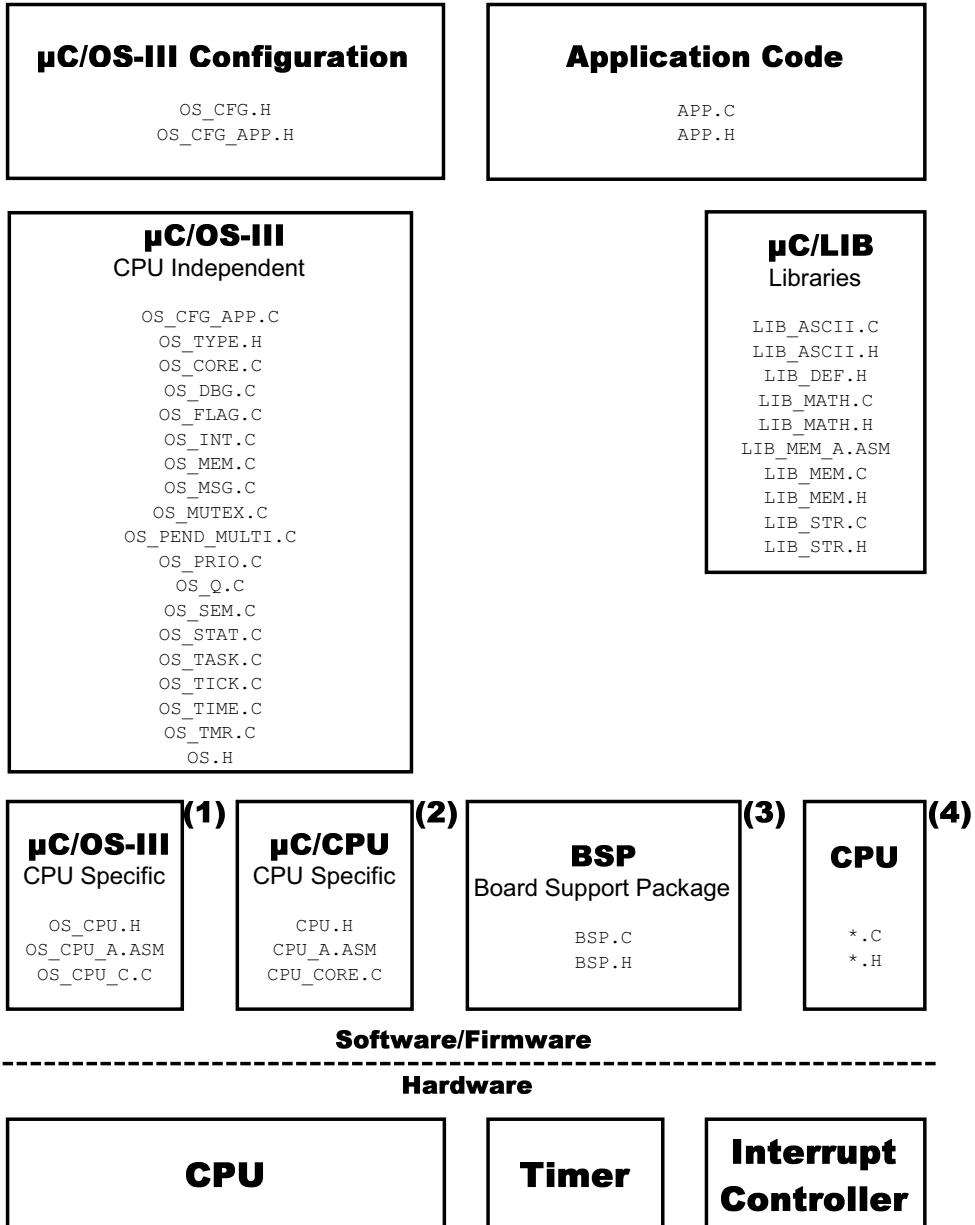 µC/OS-III Configuration
OS_CFG.H
OS_CFG_APP.H
Application Code
APP.C
APP.H
µC/OS-III
CPU Independent
OS_CFG_APP.C
OS_TYPE.H
OS_CORE.C
OS_DBG.C
OS_FLAG.C
OS_INT.C
OS_MEM.C
OS_MSG.C
OS_MUTEX.C
OS_PEND_MULTI.C
OS_PRIO.C
OS_Q.C
OS_SEM.C
OS_STAT.C
OS_TASK.C
OS_TICK.C
OS_TIME.C
OS_TMR.C
OS.H
µC/LIB
Libraries
LIB_ASCII.C
LIB_ASCII.H
LIB_DEF.H
LIB_MATH.C
LIB_MATH.H
LIB_MEM_A.ASM
LIB_MEM.C
LIB_MEM.H
LIB_STR.C
LIB_STR.H
(1)
µC/OS-III
CPU Specific
OS_CPU.H
OS_CPU_A.ASM
OS_CPU_C.C
(2)
µC/CPU
CPU Specific
CPU.H
CPU_A.ASM
CPU_CORE.C
(3)
BSP
Board Support Package
BSP.C
BSP.H
(4)
CPU
*.C
*.H
Software/Firmware
Hardware
CPU
Timer
Interrupt
Controller